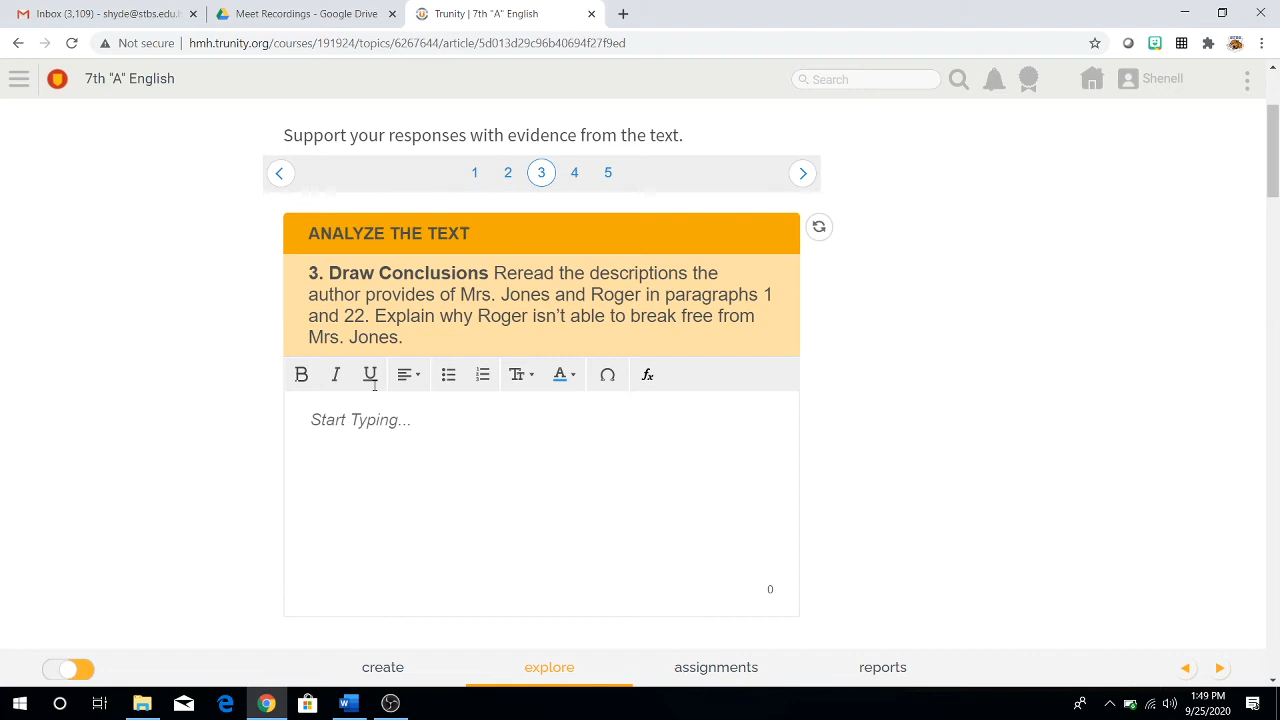 Inbox (3,109) - shyde@stbs.edu.
Meet Recordings - Google Drive
Trunity | 7th "A" English
Not secure
hmh.trunity.org/courses/191924/topics/6267644/article/5d013d29c96b40694f27f9ed
7th "A" English
Search
Shenell
Support your responses with evidence from the text.
1 2 3 4 5
ANALYZE THE TEXT
3. Draw Conclusions Reread the descriptions the
author provides of Mrs. Jones and Roger in paragraphs 1
and 22. Explain why Roger isn't able to break free from
Mrs. Jones.
B I U Tт A Ω fx
Start Typing...
0
create explore assignments reports
1:49 PM
9/25/2020